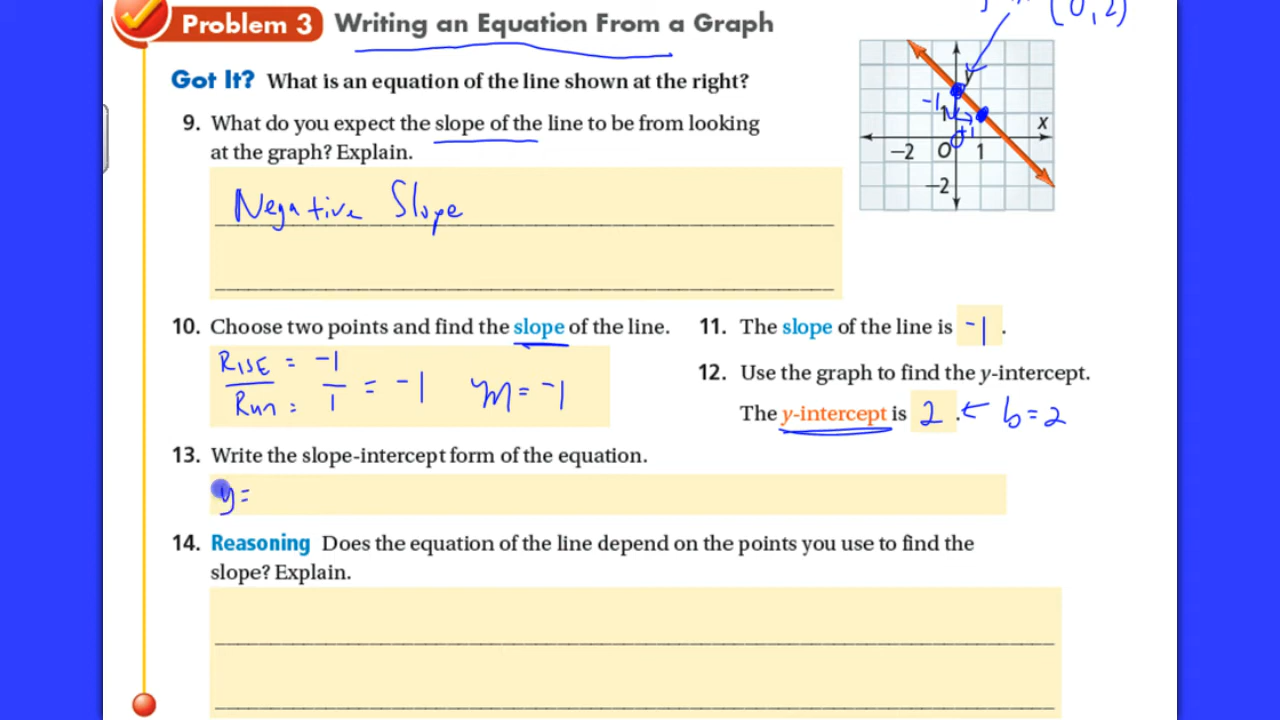 (0,2)
Problem 3 Writing an Equation From a Graph
Got It? What is an equation of the line shown at the right?
9. What do you expect the slope of the line to be from looking
at the graph? Explain.
y
-1
1
+1
x
−2 O 1
−2
Negative Slope
10. Choose two points and find the slope of the line.
RISE = -1
Run = 1 = -1 m = -1
11. The slope of the line is -1.
12. Use the graph to find the y-intercept.
The y-intercept is 2. ← b=2
13. Write the slope-intercept form of the equation.
y=
14. Reasoning Does the equation of the line depend on the points you use to find the
slope? Explain.